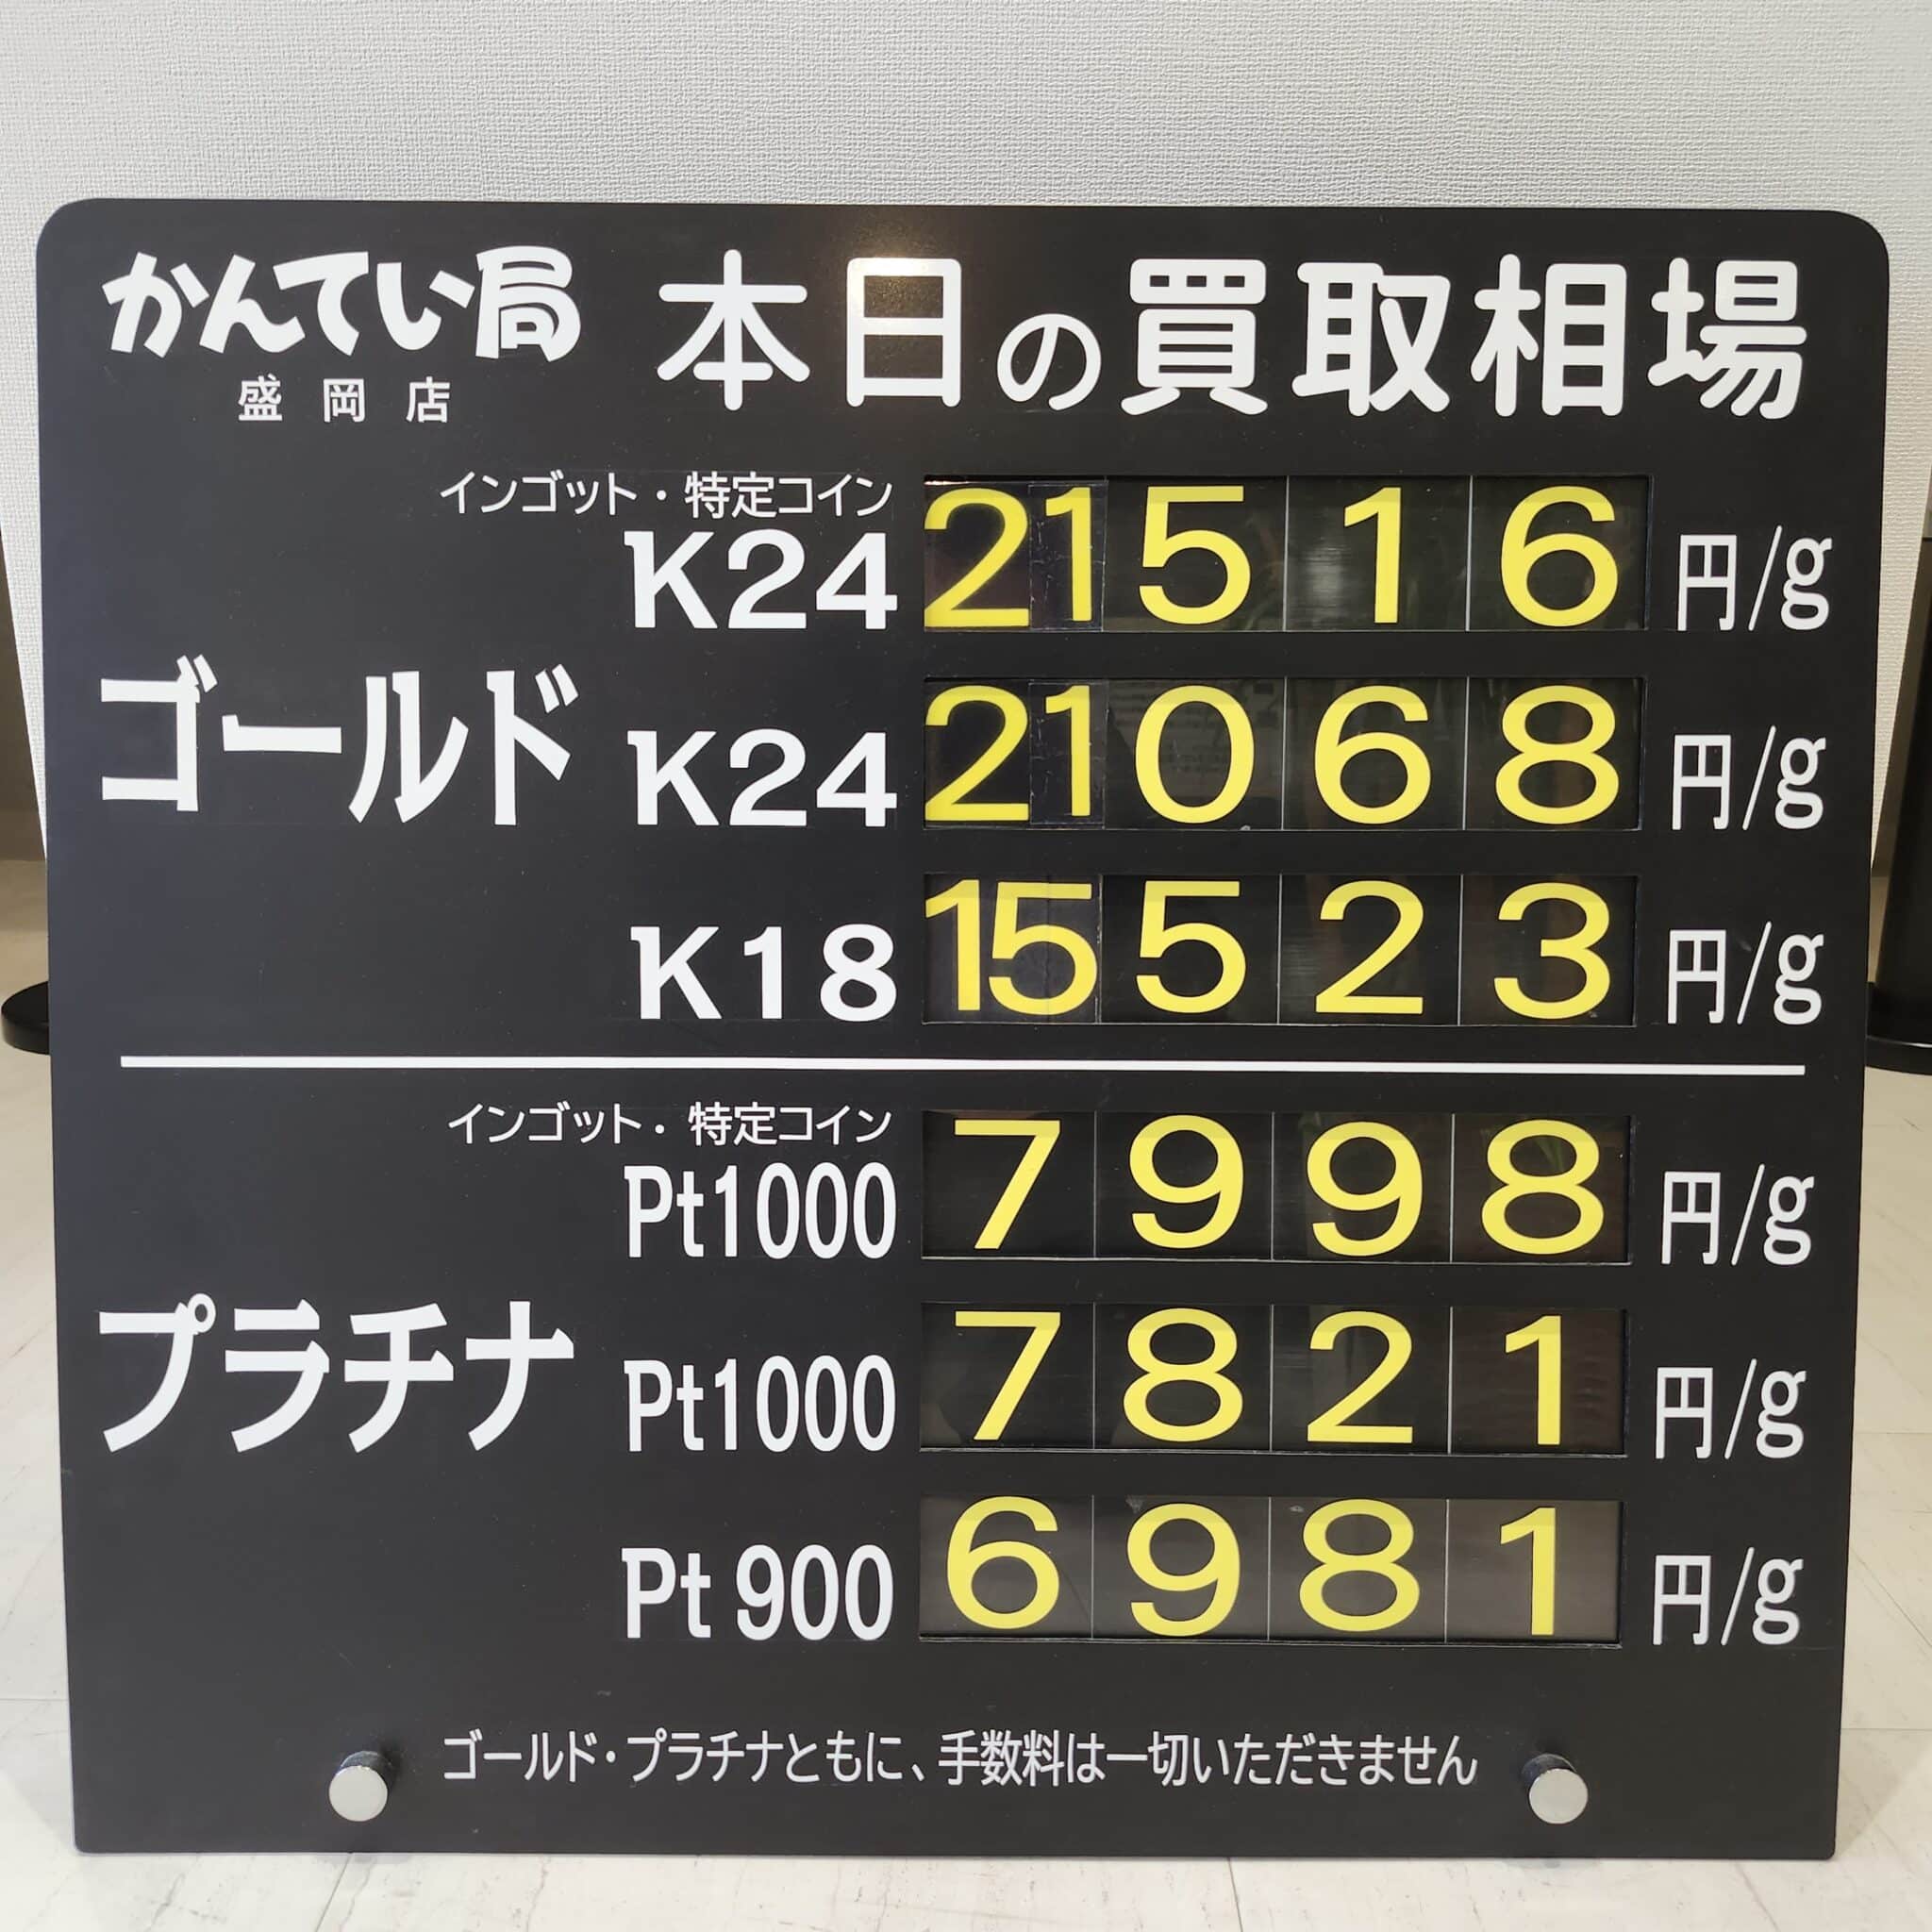 かんてい局 本日の買取相場
盛岡店
インゴット・特定コイン
K24 21516 円/g
ゴールド K24 21068 円/g
K18 15523 円/g
インゴット・特定コイン
Pt1000 7998 円/g
プラチナ Pt1000 7821 円/g
Pt 900 6981 円/g
ゴールド・プラチナともに、手数料は一切いただきません